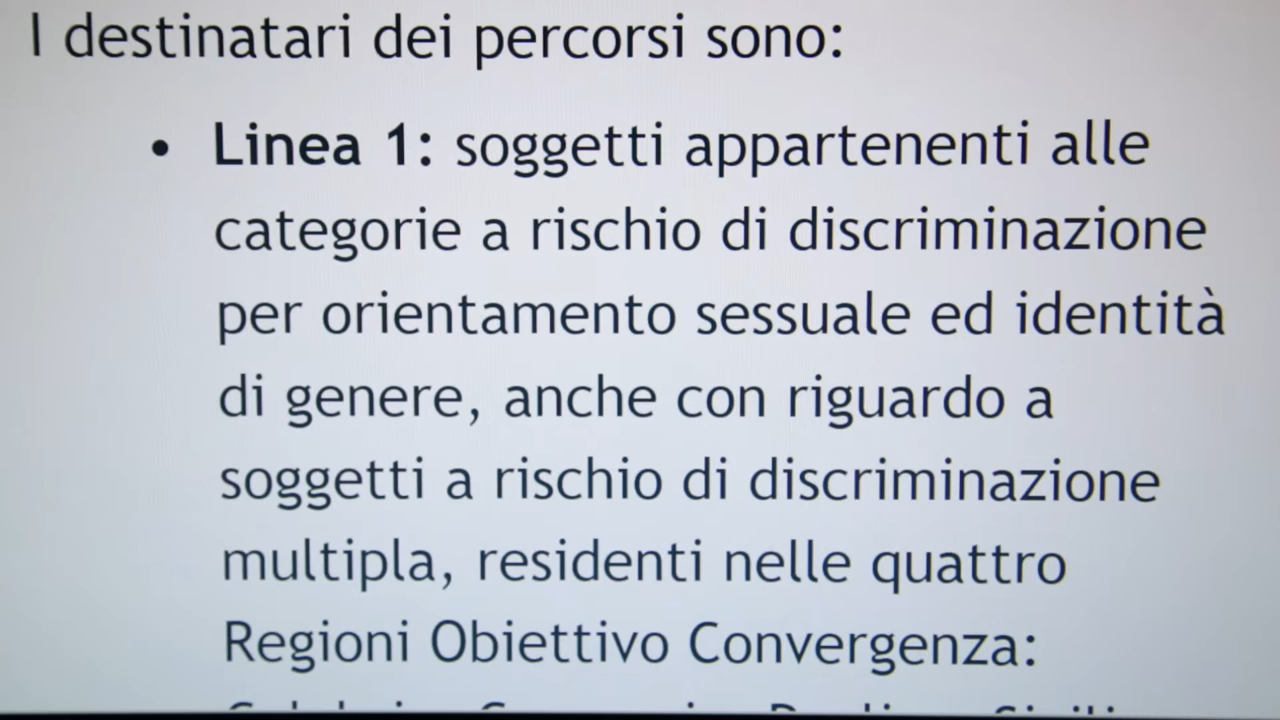 I destinatari dei percorsi sono:
• Linea 1: soggetti appartenenti alle
categorie a rischio di discriminazione
per orientamento sessuale ed identità
di genere, anche con riguardo a
soggetti a rischio di discriminazione
multipla, residenti nelle quattro
Regioni Obiettivo Convergenza: